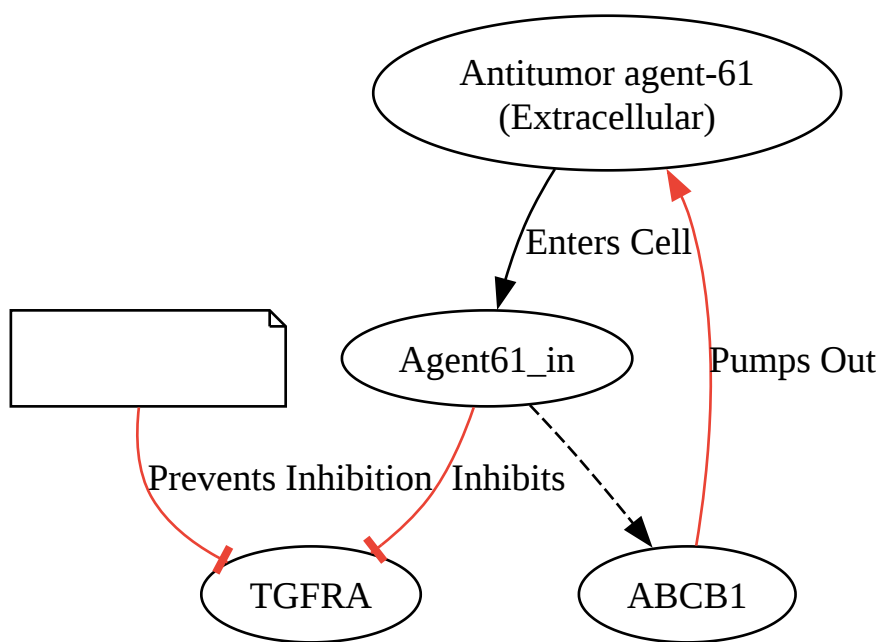 Antitumor agent-61
(Extracellular)
Enters Cell
Agent61_in
Pumps Out
Prevents Inhibition
Inhibits
TGFRA
ABCB1